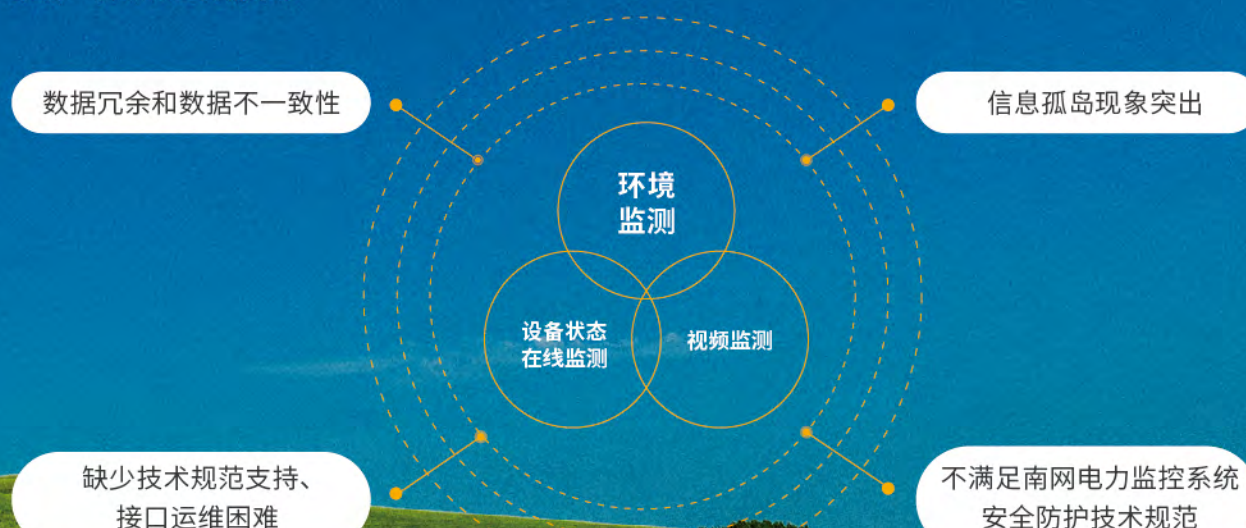 数据冗余和数据不一致性
信息孤岛现象突出
环境
监测
设备状态
在线监测
视频监测
缺少技术规范支持、
接口运维困难
不满足南网电力监控系统
安全防护技术规范